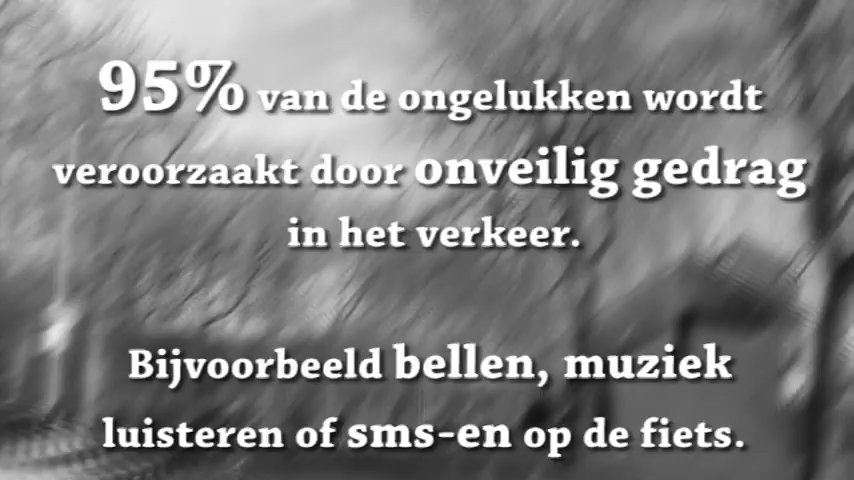 95% van de ongelukken wordt
veroorzaakt door onveilig gedrag
in het verkeer.
Bijvoorbeeld bellen, muziek
luisteren of sms-en op de fiets.